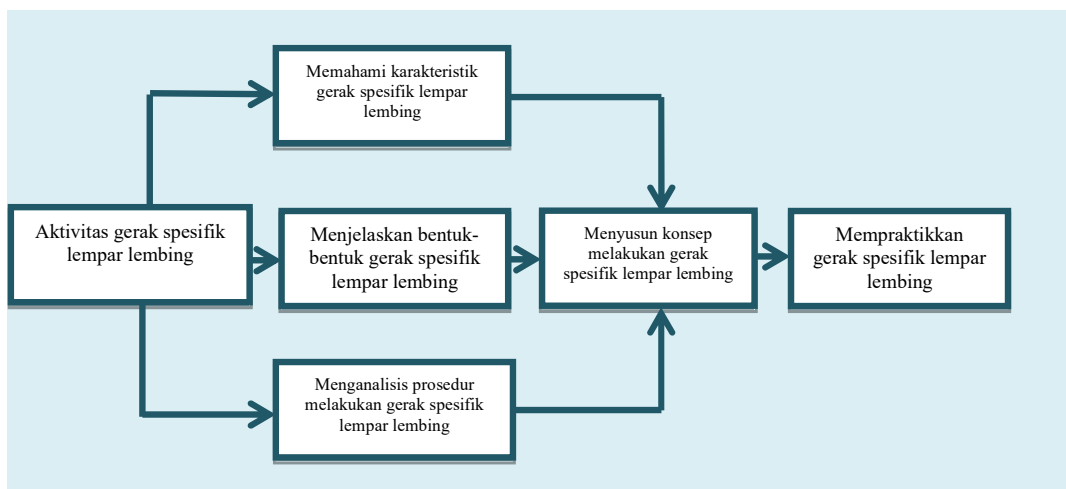 Memahami karakteristik
gerak spesifik lempar
lembing
Aktivitas gerak spesifik
lempar lembing
Menjelaskan bentuk-
bentuk gerak spesifik
lempar lembing
Menyusun konsep
melakukan gerak
spesifik lempar lembing
Mempraktikkan
gerak spesifik lempar
lembing
Menganalisis prosedur
melakukan gerak spesifik
lempar lembing